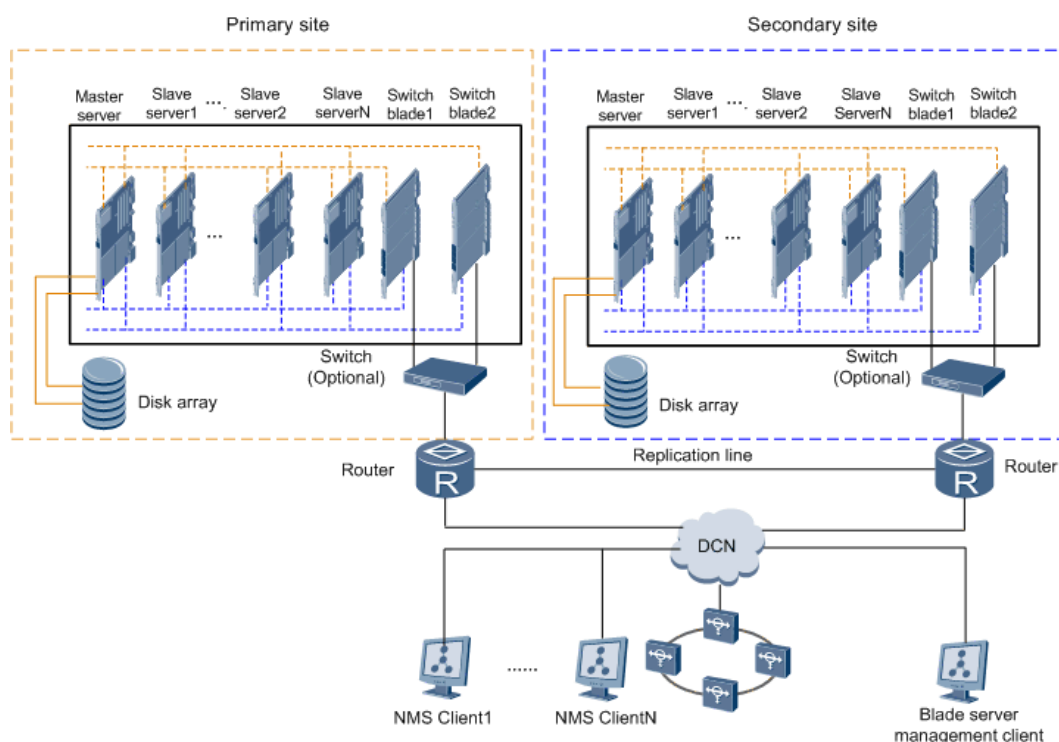 Primary site
Secondary site
Master server
Slave server1
....
Slave server2
Slave serverN
Switch blade1
Switch blade2
Master server
Slave server1
....
Slave server2
Slave ServerN
Switch blade1
Switch blade2
...
...
Switch (Optional)
Disk array
Switch (Optional)
Disk array
Router
R
Replication line
R
Router
DCN
......
NMS Client1
NMS ClientN
Blade server
management client